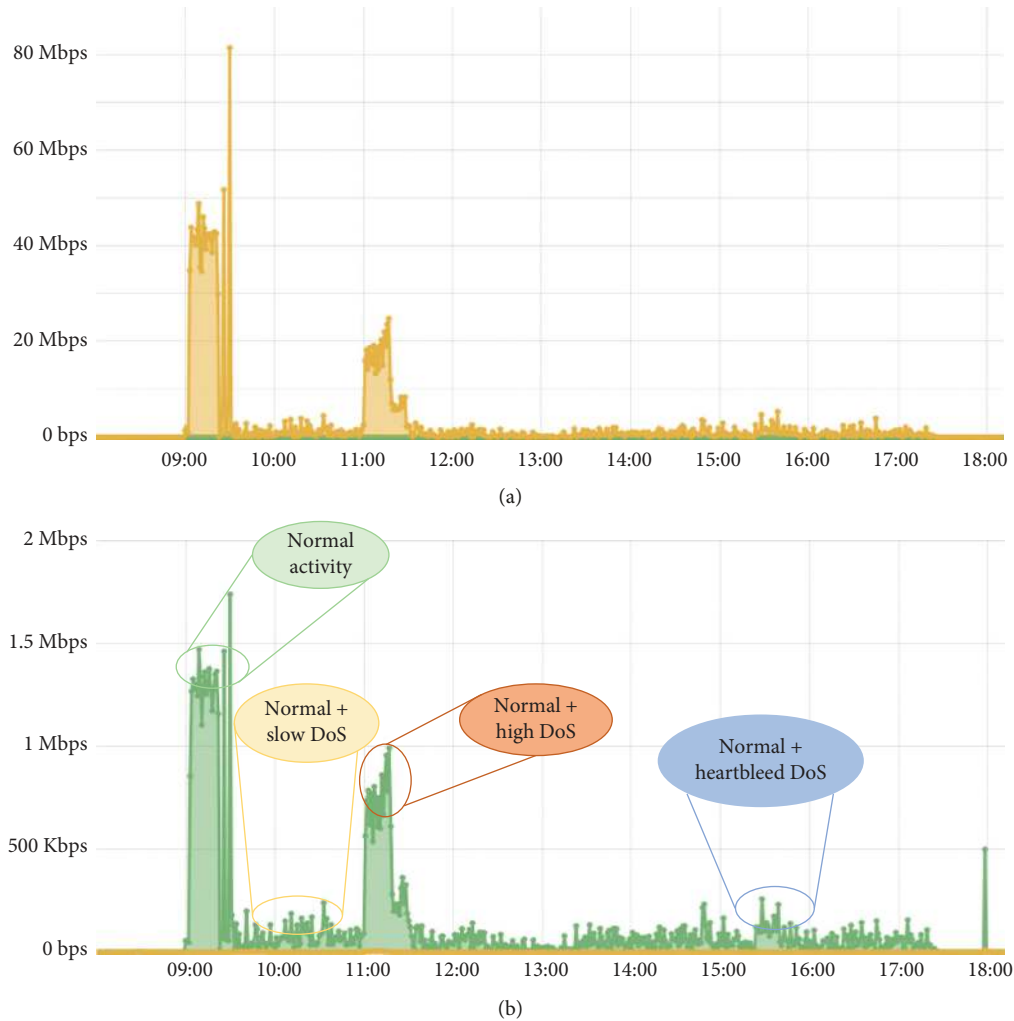 80 Mbps
60 Mbps
40 Mbps
20 Mbps
0 bps
09:00 10:00 11:00 12:00 13:00 14:00 15:00 16:00 17:00 18:00
(a)
2 Mbps
1.5 Mbps
1 Mbps
500 Kbps
0 bps
Normal
activity
Normal +
slow DoS
Normal +
high DoS
Normal +
heartbleed DoS
09:00 10:00 11:00 12:00 13:00 14:00 15:00 16:00 17:00 18:00
(b)